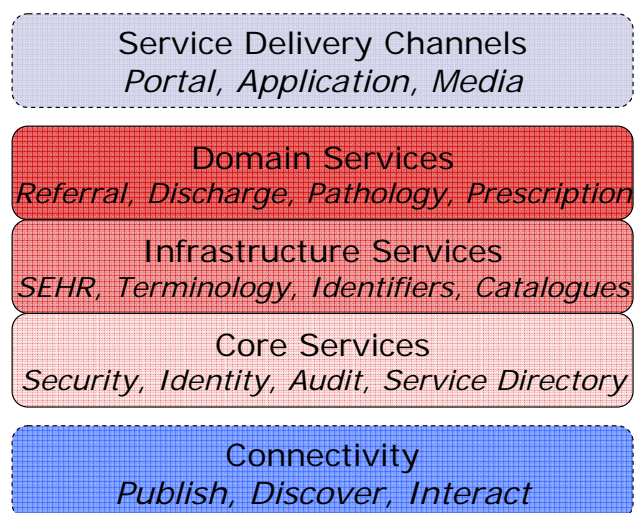 Service Delivery Channels
Portal, Application, Media
Domain Services
Referral, Discharge, Pathology, Prescription
Infrastructure Services
SEHR, Terminology, Identifiers, Catalogues
Core Services
Security, Identity, Audit, Service Directory
Connectivity
Publish, Discover, Interact